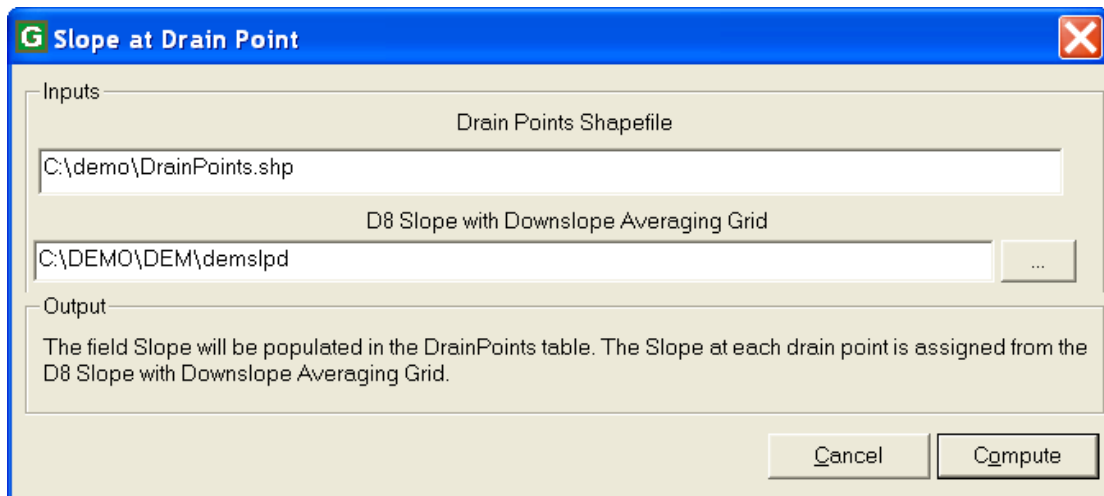 G Slope at Drain Point
Inputs
Drain Points Shapefile
C:\demo\DrainPoints.shp
D8 Slope with Downslope Averaging Grid
C:\DEMO\DEM\demslpd
...
Output
The field Slope will be populated in the DrainPoints table. The Slope at each drain point is assigned from the
D8 Slope with Downslope Averaging Grid.
Cancel Compute